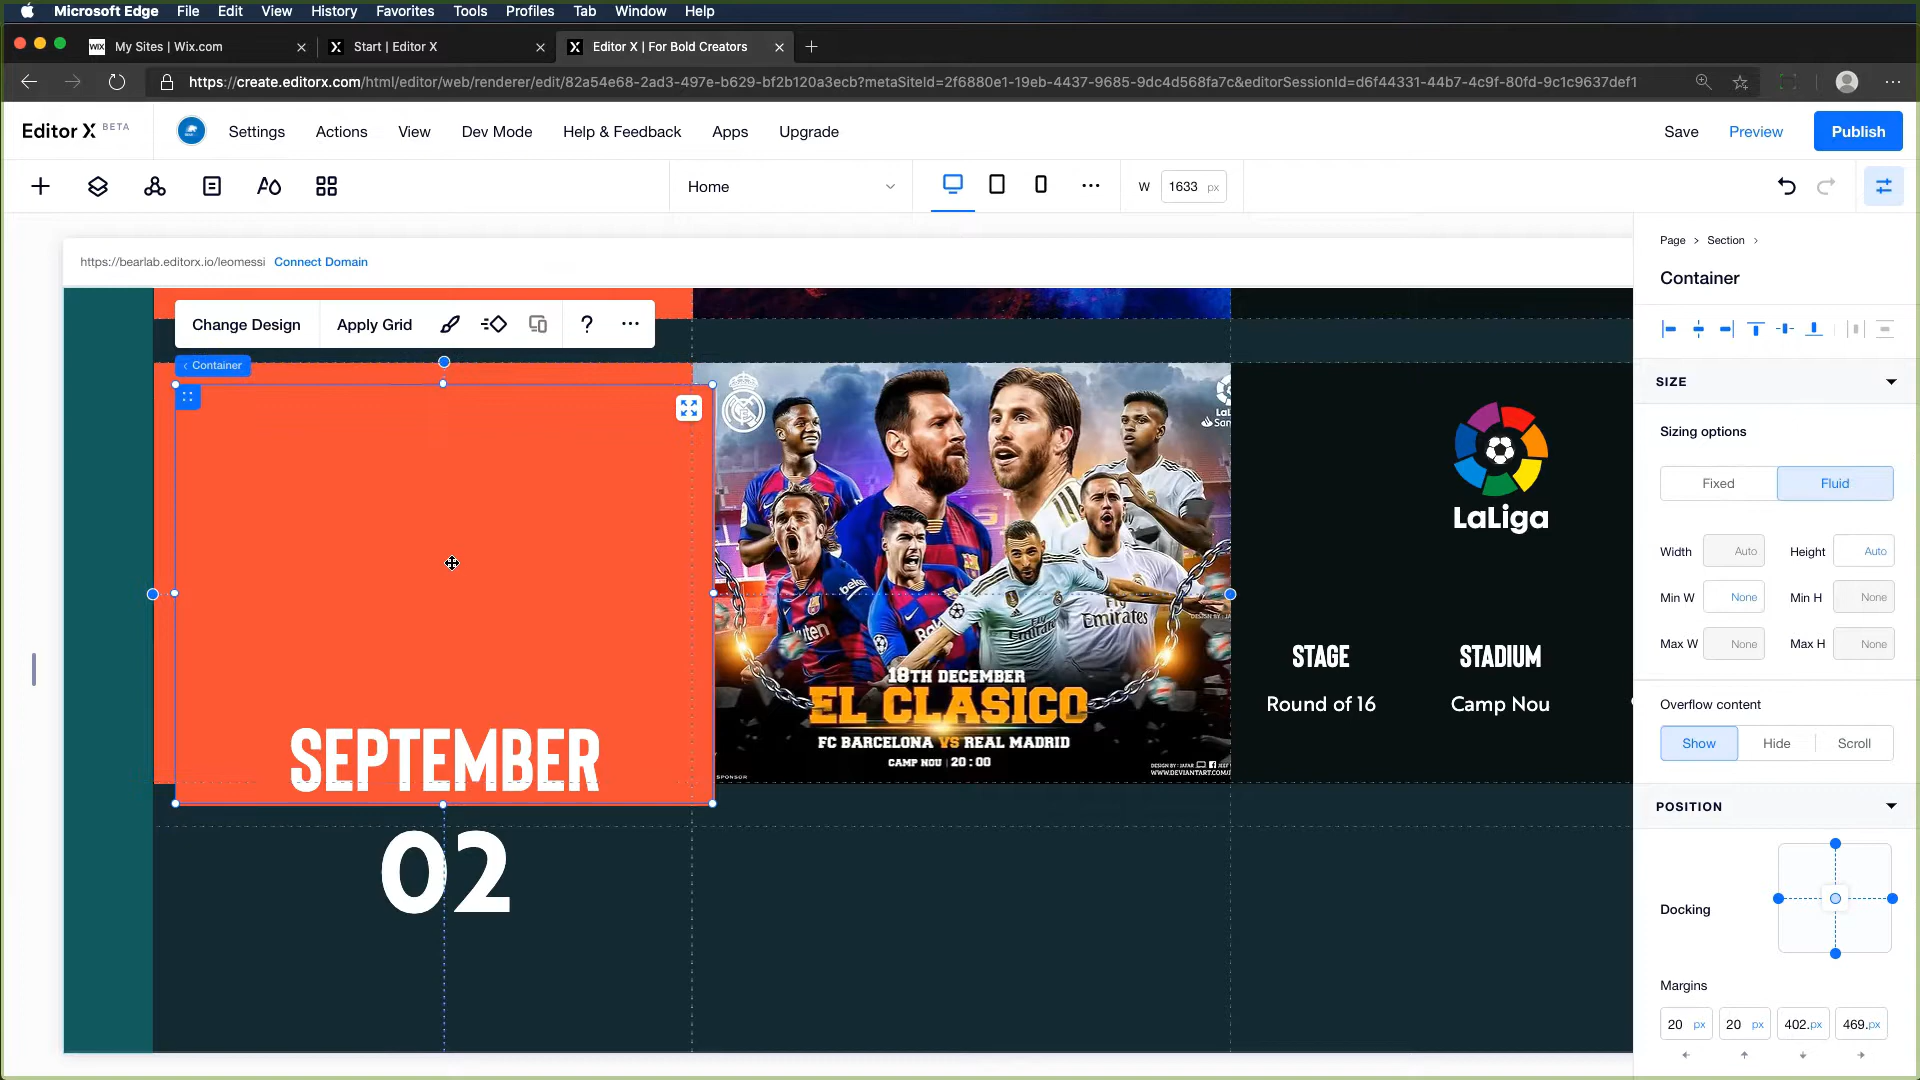 Microsoft Edge File Edit View History Favorites Tools Profiles Tab Window Help
WIX My Sites | Wix.com Start | Editor X Editor X | For Bold Creators
https://create.editorx.com/html/editor/web/renderer/edit/82a54e68-2ad3-497e-b629-bf2b120a3ecb?metaSiteId=2f6880e1-19eb-4437-9685-9dc4d568fa7c&editorSessionId=d6f44331-44b7-4c9f-80fd-9c1c9637def1
Editor X BETA Settings Actions View Dev Mode Help & Feedback Apps Upgrade Save Preview Publish
Home W 1633 px
https://bearlab.editorx.io/leomessi Connect Domain
Page > Section >
Container
Change Design Apply Grid ? ...
< Container
SIZE
Sizing options
Fixed Fluid
Width Auto Height Auto
Min W None Min H None
Max W None Max H None
Overflow content
Show Hide Scroll
POSITION
Docking
Margins
20 px 20 px 402.px 469.px
SEPTEMBER
02
beko
Fly
Emirates
18TH DECEMBER
EL CLASICO
FC BARCELONA VS REAL MADRID
CAMP NOU | 20:00
SPONSOR
LaLiga
STAGE STADIUM
Round of 16 Camp Nou